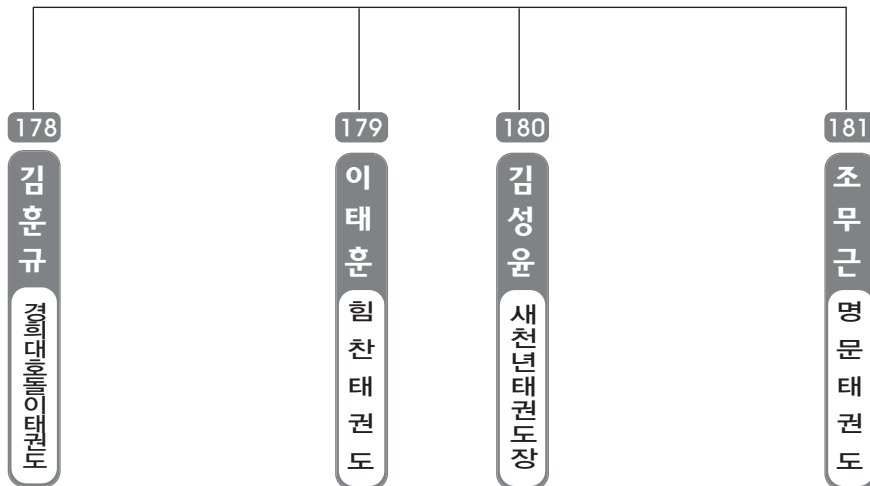 178
김훈규
경희대호돌이태권도
179
이태훈
힘찬태권도
180
김성윤
새천년태권도장
181
조무근
명문태권도